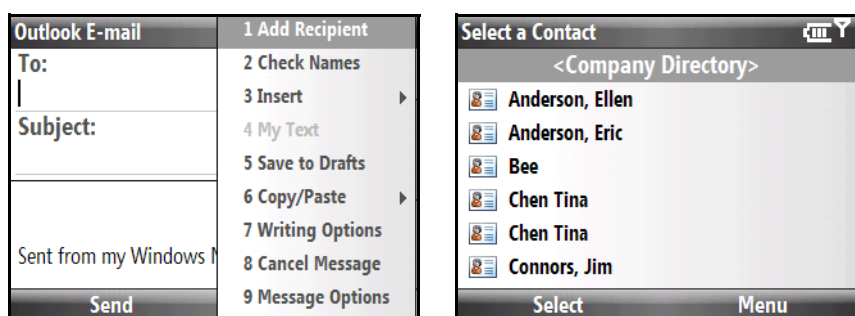 Outlook E-mail
To:
Subject:
Sent from my Windows
Send
1 Add Recipient
2 Check Names
3 Insert
4 My Text
5 Save to Drafts
6 Copy/Paste
7 Writing Options
8 Cancel Message
9 Message Options
Select a Contact
<Company Directory>
Anderson, Ellen
Anderson, Eric
Bee
Chen Tina
Chen Tina
Connors, Jim
Select Menu